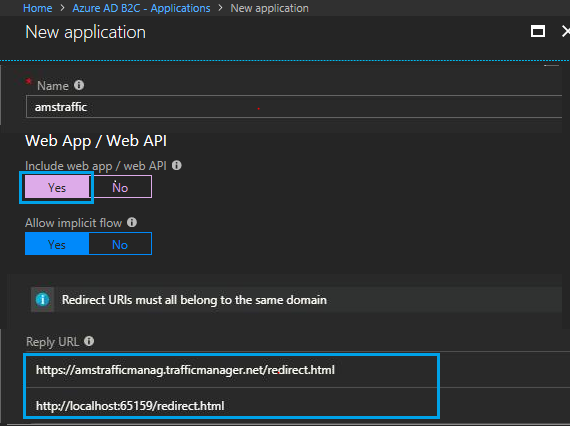 Home > Azure AD B2C - Applications > New application
New application
* Name
amstraffic
Web App / Web API
Include web app / web API
Yes No
Allow implicit flow
Yes No
Redirect URIs must all belong to the same domain
Reply URL
https://amstrafficmanag.trafficmanager.net/redirect.html
http://localhost:65159/redirect.html